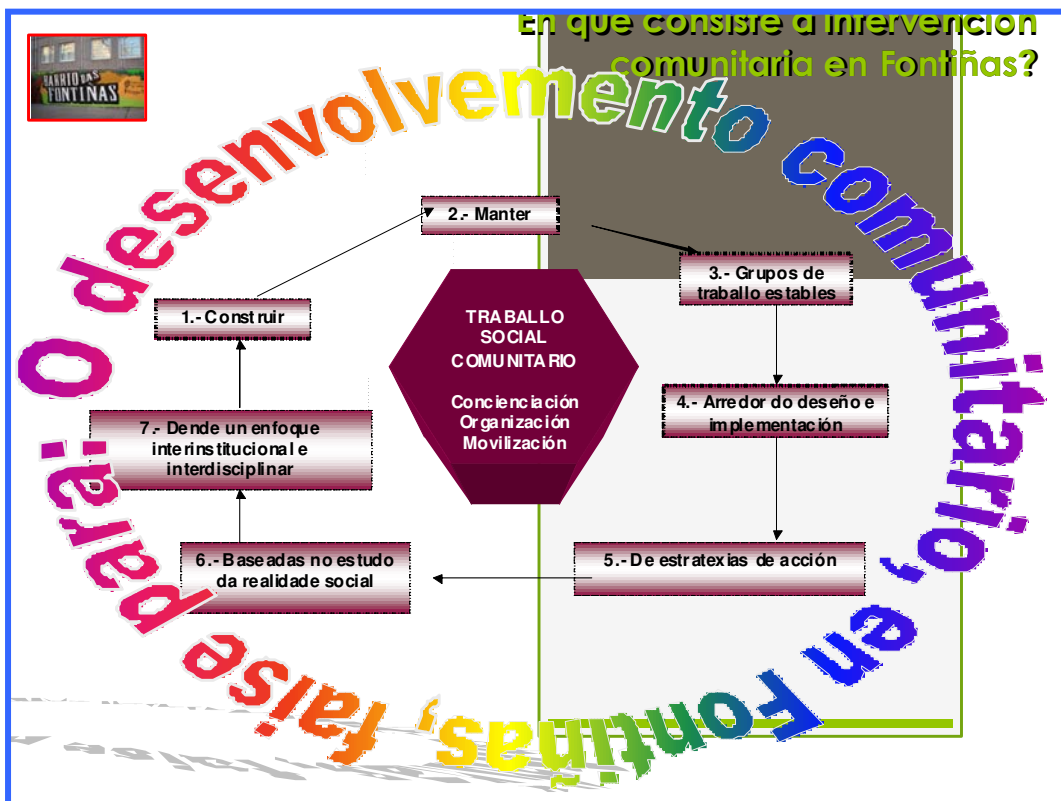 En que consiste a intervención
comunitaria en Fontiñas?
BARRIO DAS
FONTIÑAS
O desenvolvemento comunitario, en Fontiñas, faise para:
1.- Construir
2.- Manter
3.- Grupos de
traballo estables
4.- Arredor do deseño e
implementación
5.- De estratexias de acción
6.- Baseadas no estudo
da realidade social
7.- Dende un enfoque
interinstitucional e
interdisciplinar
TRABALLO
SOCIAL
COMUNITARIO
Concienciación
Organización
Movilización